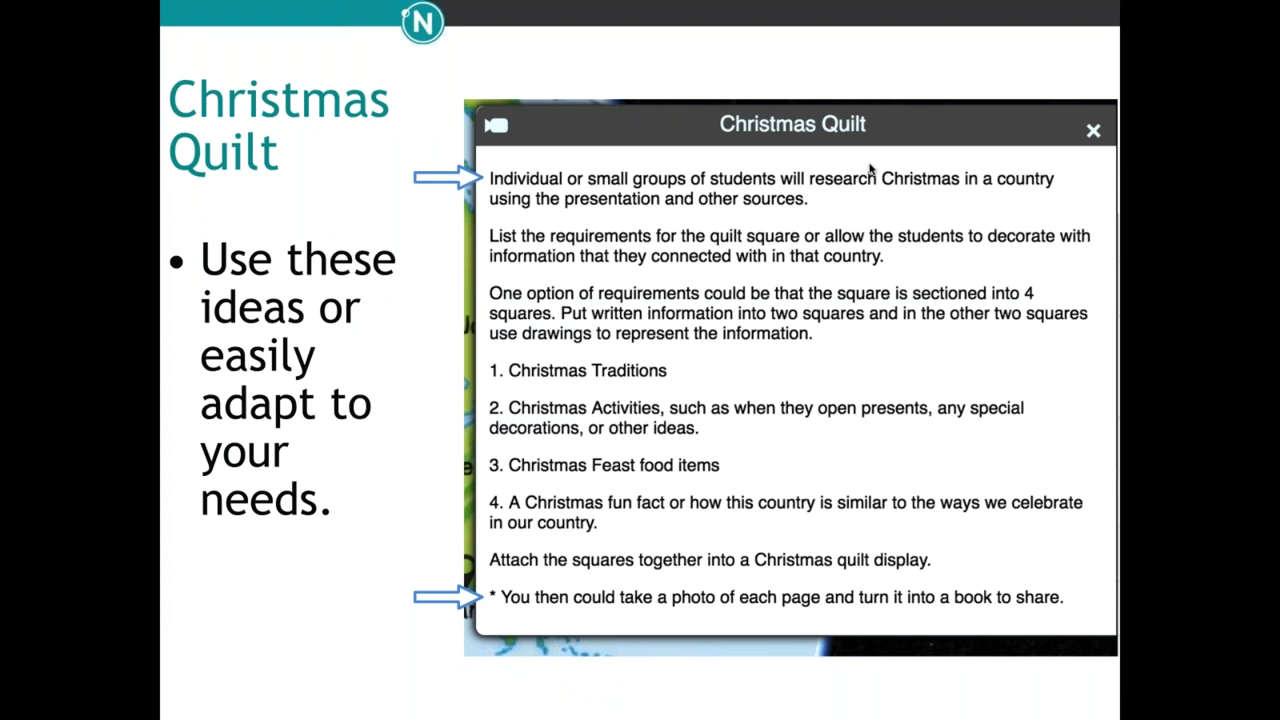 N
Christmas
Quilt
• Use these
ideas or
easily
adapt to
your
needs.
Christmas Quilt
Individual or small groups of students will research Christmas in a country
using the presentation and other sources.
List the requirements for the quilt square or allow the students to decorate with
information that they connected with in that country.
One option of requirements could be that the square is sectioned into 4
squares. Put written information into two squares and in the other two squares
use drawings to represent the information.
1. Christmas Traditions
2. Christmas Activities, such as when they open presents, any special
decorations, or other ideas.
3. Christmas Feast food items
4. A Christmas fun fact or how this country is similar to the ways we celebrate
in our country.
Attach the squares together into a Christmas quilt display.
* You then could take a photo of each page and turn it into a book to share.